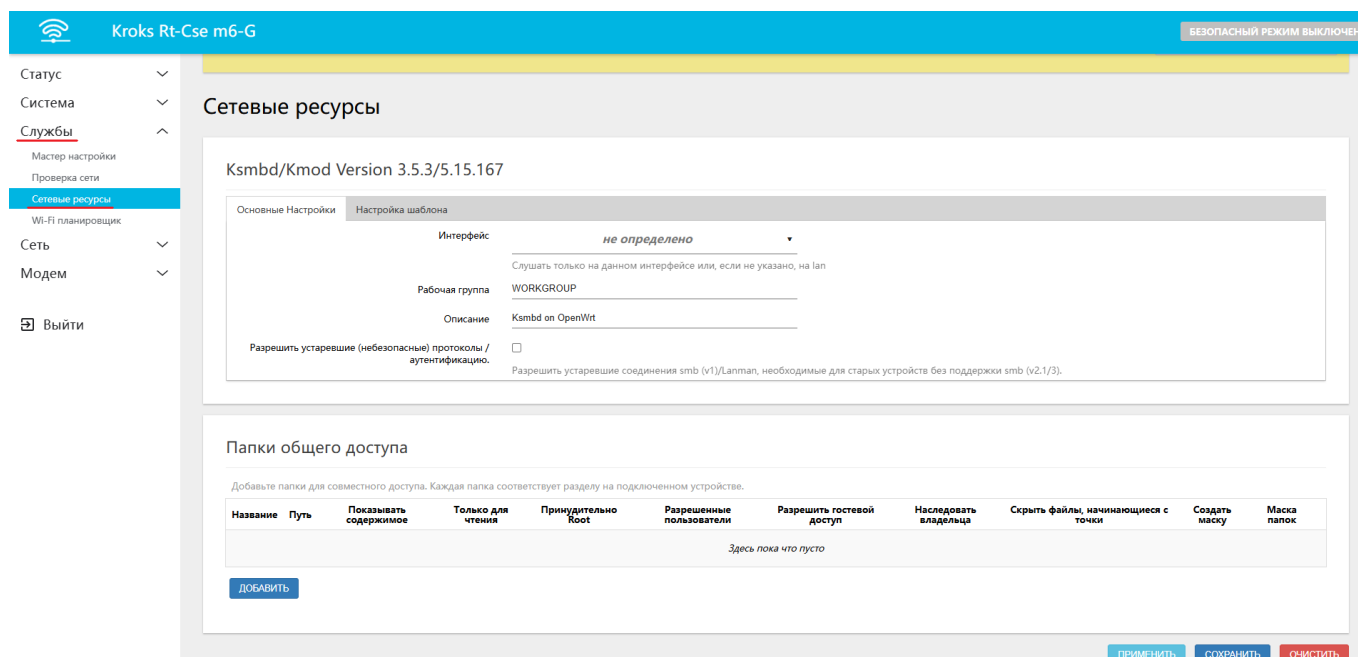 Kroks Rt-Cse m6-G
БЕЗОПАСНЫЙ РЕЖИМ ВЫКЛЮЧЕН
Статус
Система
Службы
Мастер настройки
Проверка сети
Сетевые ресурсы
Wi-Fi планировщик
Сеть
Модем
Выйти
Сетевые ресурсы
Ksmbd/Kmod Version 3.5.3/5.15.167
Основные Настройки Настройка шаблона
Интерфейс не определено
Слушать только на данном интерфейсе или, если не указано, на lan
Рабочая группа WORKGROUP
Описание Ksmbd on OpenWrt
Разрешить устаревшие (небезопасные) протоколы /
аутентификацию.
Разрешить устаревшие соединения smb (v1)/Lanman, необходимые для старых устройств без поддержки smb (v2.1/3).
Папки общего доступа
Добавьте папки для совместного доступа. Каждая папка соответствует разделу на подключенном устройстве.
Название Путь Показывать содержимое Только для чтения Принудительно Root Разрешенные пользователи Разрешить гостевой доступ Наследовать владельца Скрыть файлы, начинающиеся с точки Создать маску Маска папок
Здесь пока что пусто
ДОБАВИТЬ
ПРИМЕНИТЬ СОХРАНИТЬ ОЧИСТИТЬ